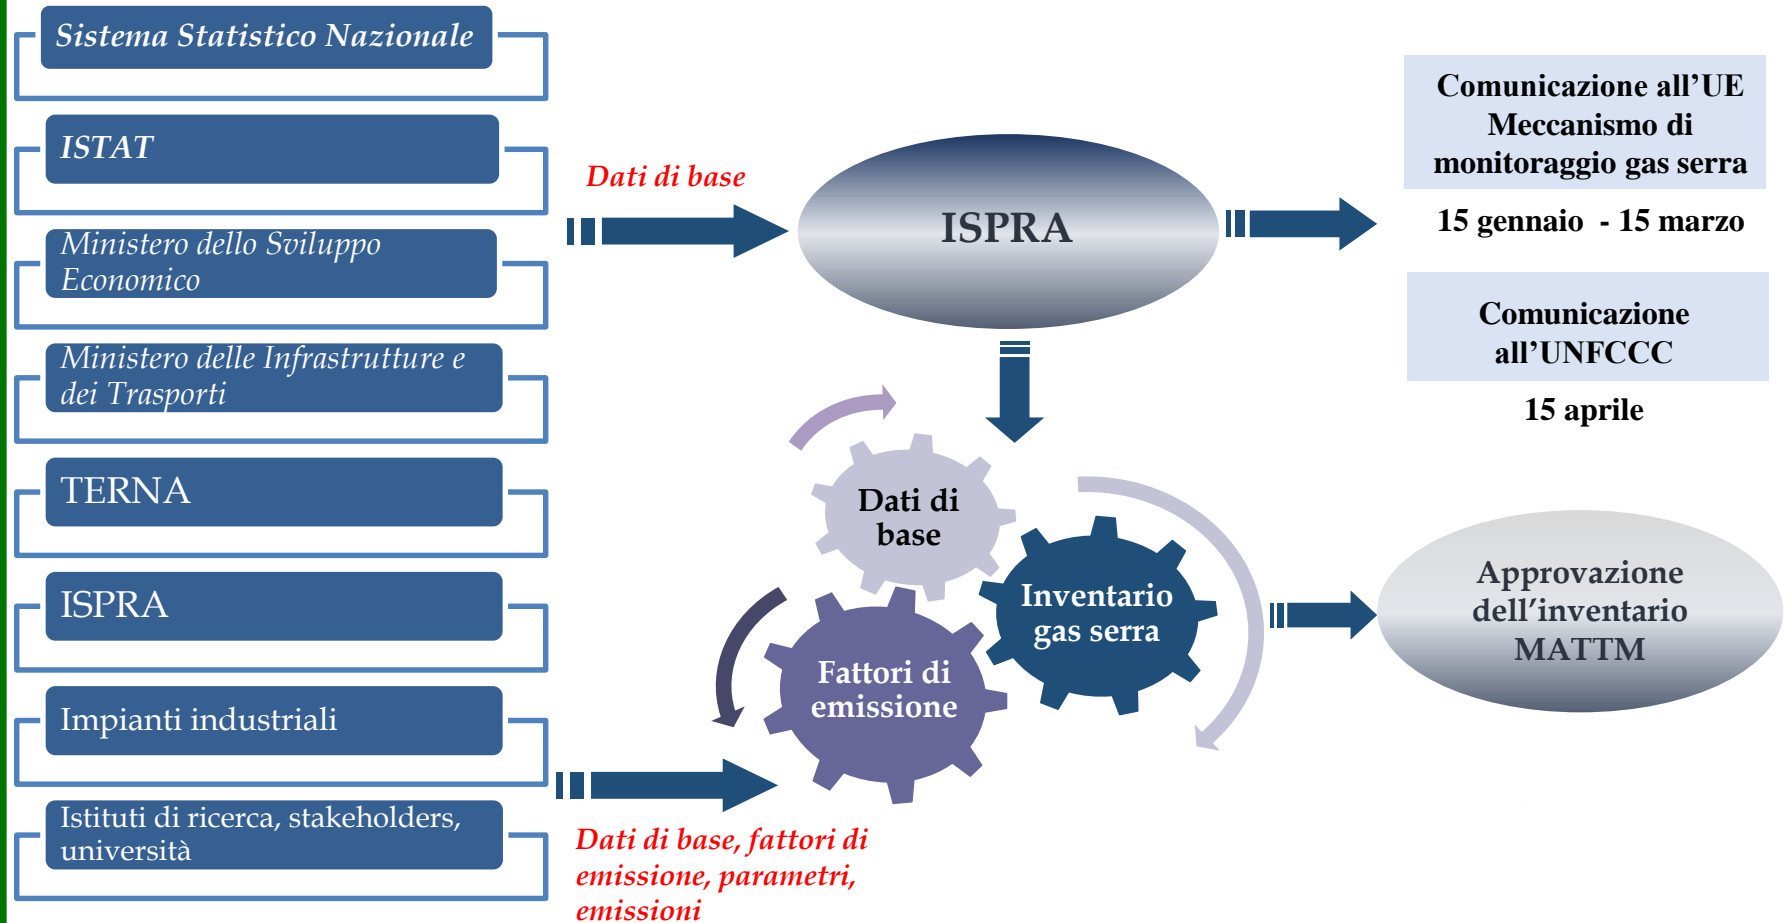 Sistema Statistico Nazionale
ISTAT
Ministero dello Sviluppo
Economico
Ministero delle Infrastrutture e
dei Trasporti
TERNA
ISPRA
Impianti industriali
Istituti di ricerca, stakeholders,
università
Dati di base
Dati di base, fattori di
emissione, parametri,
emissioni
ISPRA
Dati di
base
Fattori di
emissione
Inventario
gas serra
Comunicazione all’UE
Meccanismo di
monitoraggio gas serra
15 gennaio - 15 marzo
Comunicazione
all’UNFCCC
15 aprile
Approvazione
dell’inventario
MATTM